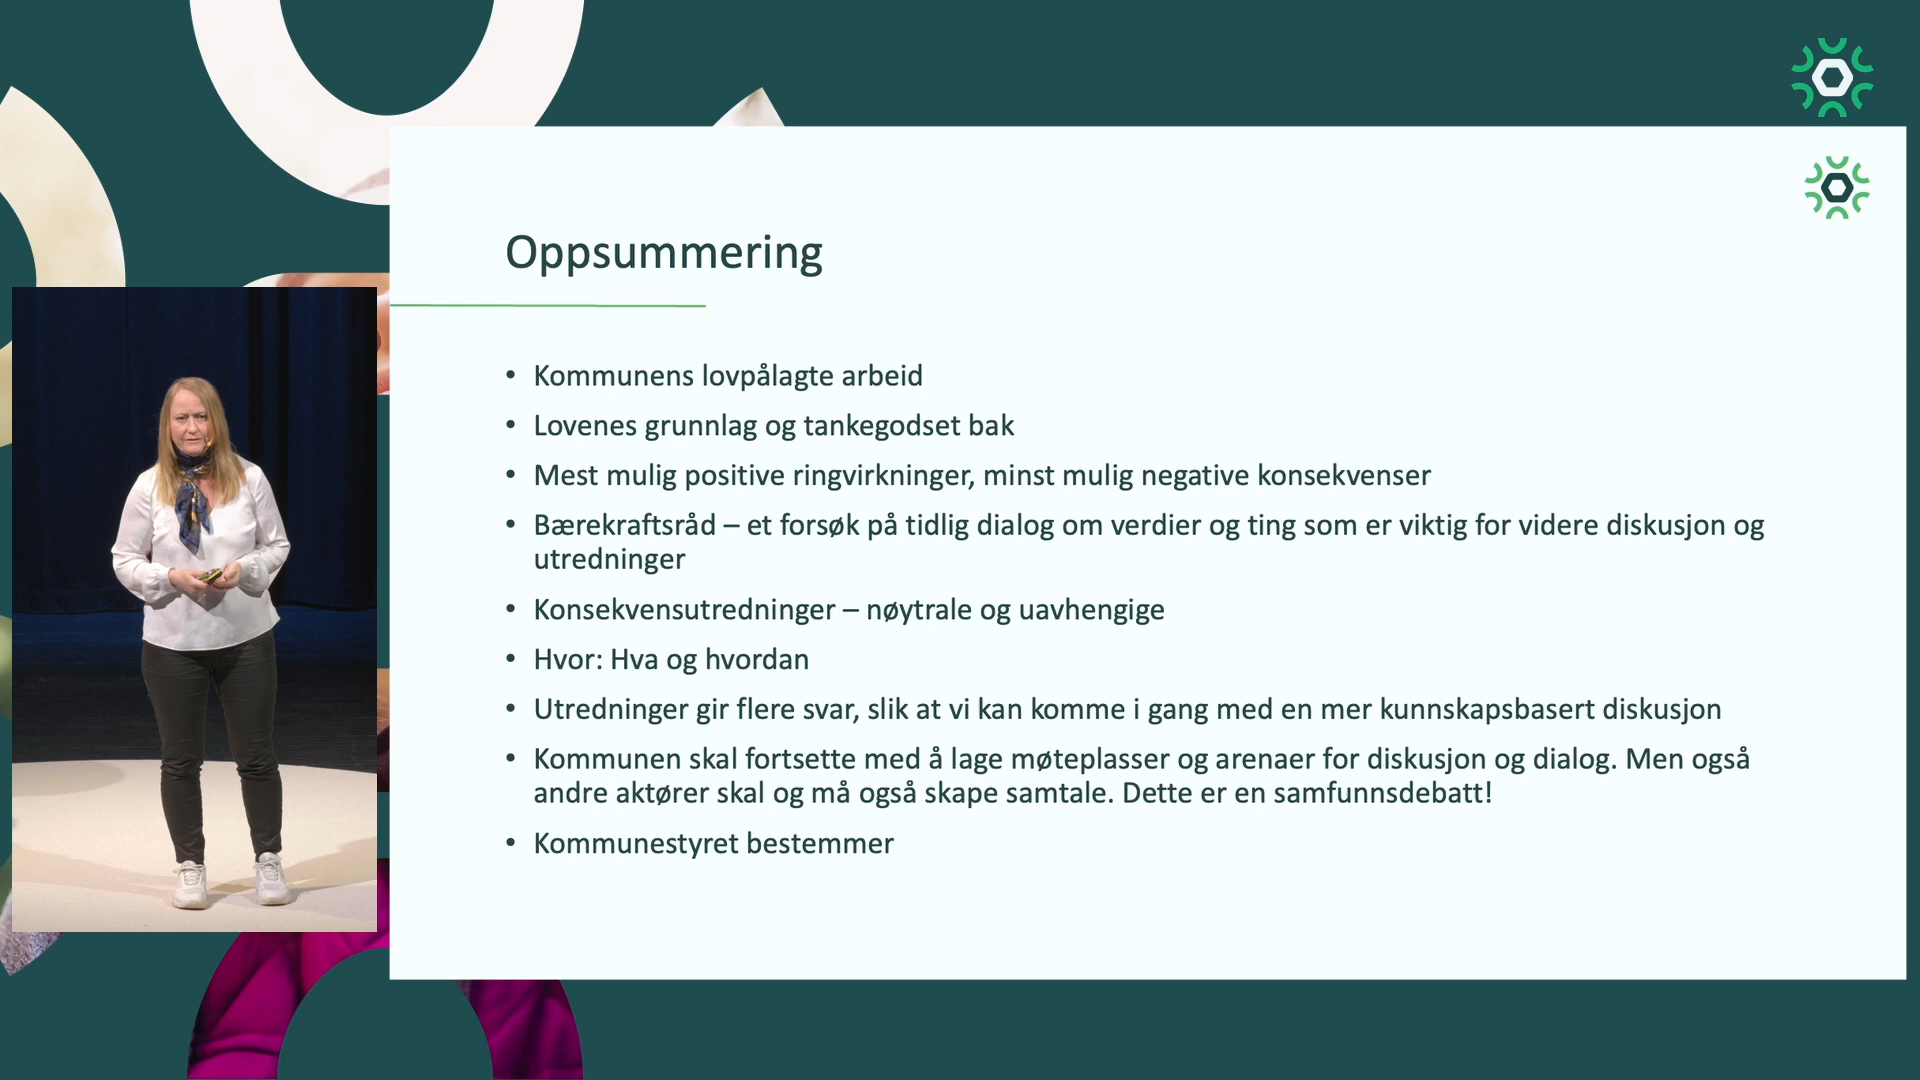 Oppsummering
• Kommunens lovpålagte arbeid
• Lovenes grunnlag og tankegodset bak
• Mest mulig positive ringvirkninger, minst mulig negative konsekvenser
• Bærekraftsråd – et forsøk på tidlig dialog om verdier og ting som er viktig for videre diskusjon og
utredninger
• Konsekvensutredninger – nøytrale og uavhengige
• Hvor: Hva og hvordan
• Utredninger gir flere svar, slik at vi kan komme i gang med en mer kunnskapsbasert diskusjon
• Kommunen skal fortsette med å lage møteplasser og arenaer for diskusjon og dialog. Men også
andre aktører skal og må også skape samtale. Dette er en samfunnsdebatt!
• Kommunestyret bestemmer